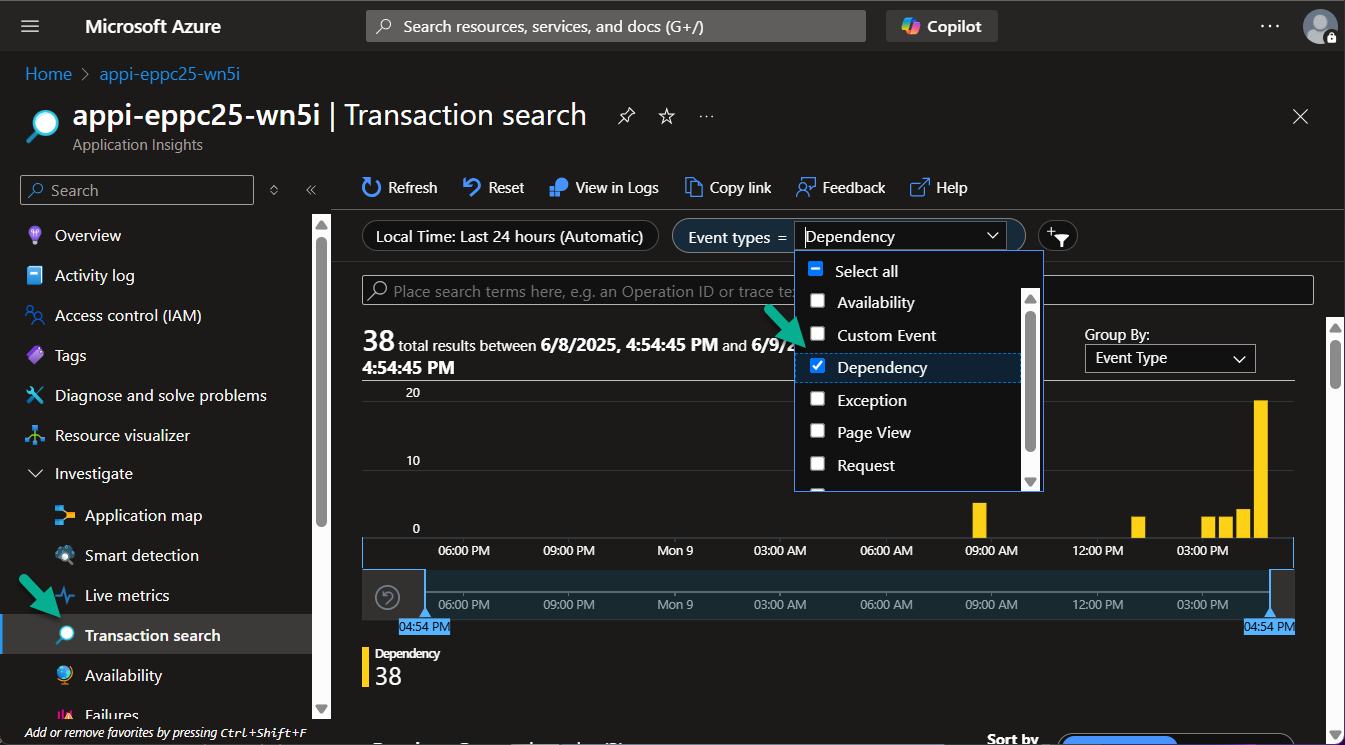 Microsoft Azure
Search resources, services, and docs (G+/)
Copilot
Home > appi-eppc25-wn5i
appi-eppc25-wn5i | Transaction search
Application Insights
Search
Refresh
Reset
View in Logs
Copy link
Feedback
Help
Overview
Activity log
Access control (IAM)
Tags
Diagnose and solve problems
Resource visualizer
Investigate
Application map
Smart detection
Live metrics
Transaction search
Availability
Failures
Add or remove favorites by pressing Ctrl+Shift+F
Local Time: Last 24 hours (Automatic)
Event types = Dependency
Select all
Availability
Custom Event
Dependency
Exception
Page View
Request
Place search terms here, e.g. an Operation ID or trace
38 total results between 6/8/2025, 4:54:45 PM and
4:54:45 PM
Group By:
Event Type
20
10
0
06:00 PM 09:00 PM Mon 9 03:00 AM 06:00 AM 09:00 AM 12:00 PM 03:00 PM
06:00 PM 09:00 PM Mon 9 03:00 AM 06:00 AM 09:00 AM 12:00 PM 03:00 PM
04:54 PM 04:54 PM
Dependency
38
Sort by